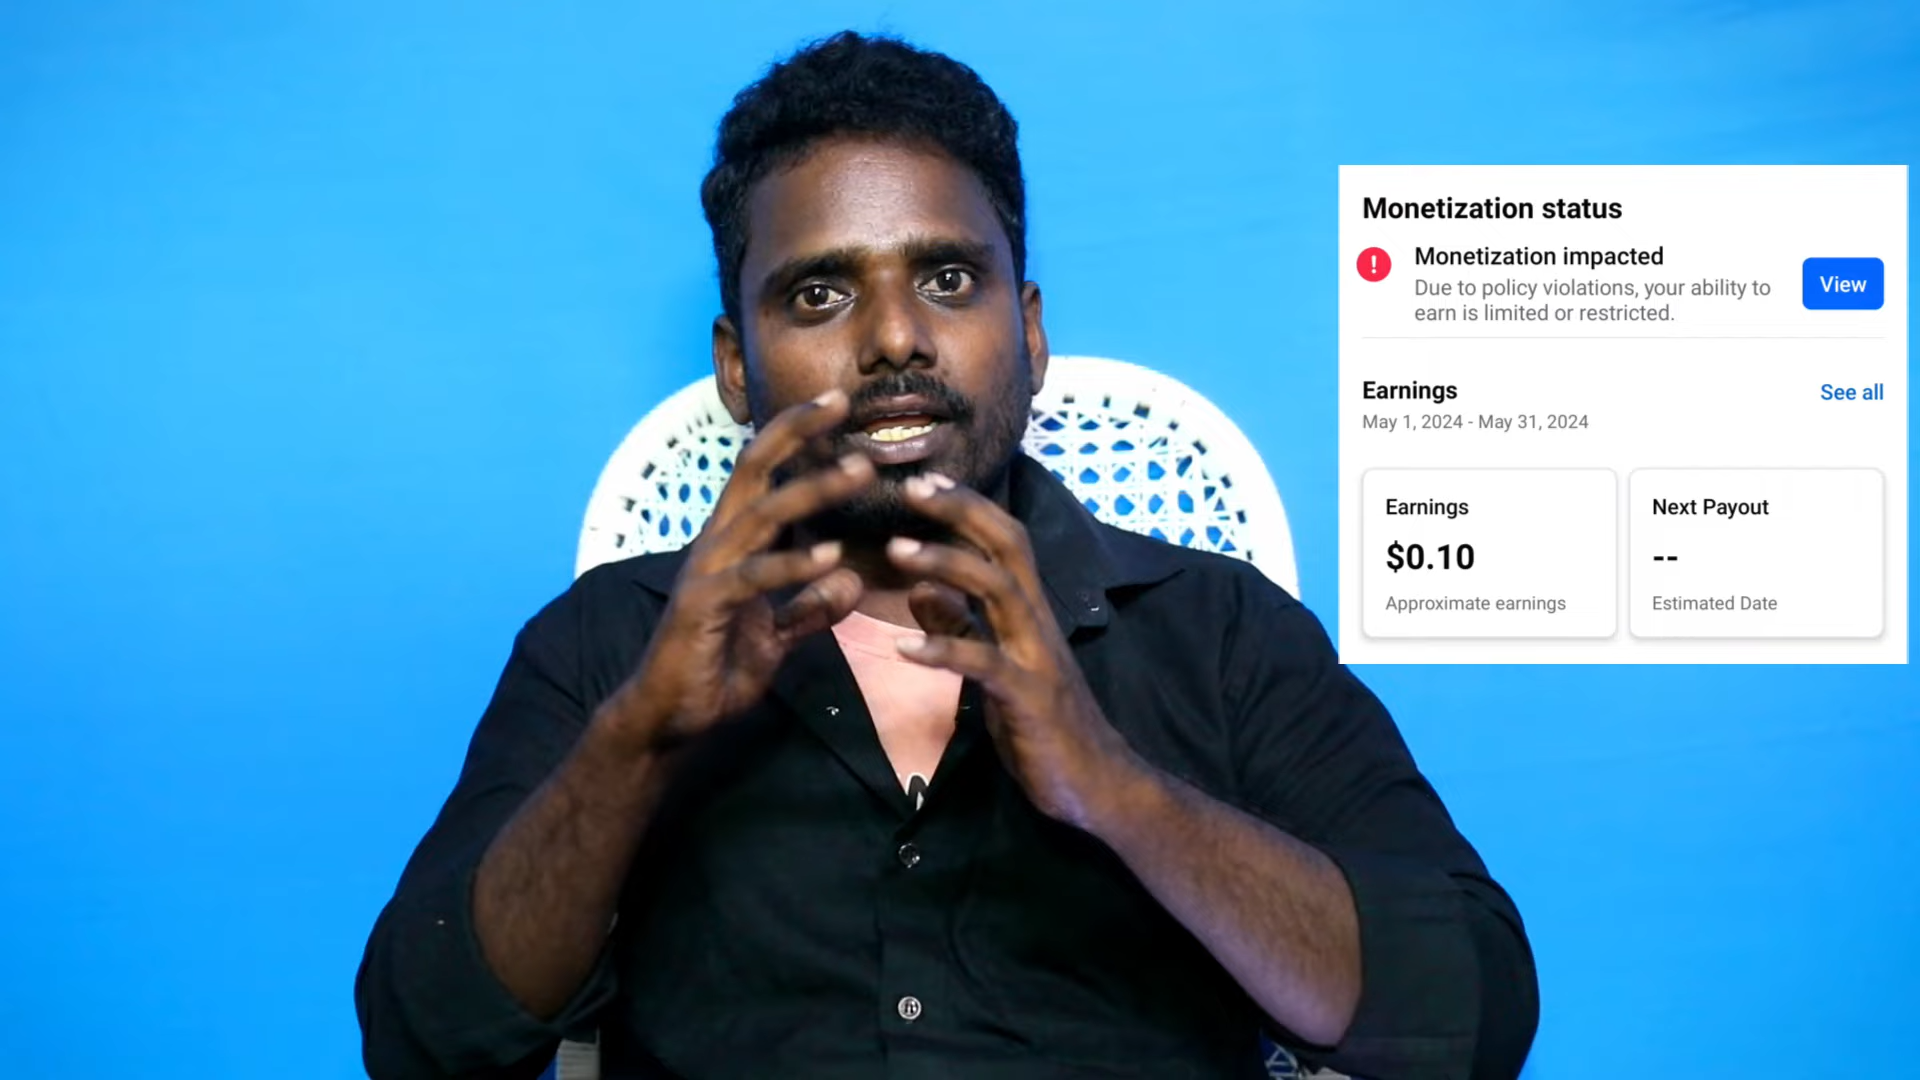 Monetization status
Monetization impacted
Due to policy violations, your ability to
earn is limited or restricted.
View
Earnings
See all
May 1, 2024 - May 31, 2024
Earnings
$0.10
Approximate earnings
Next Payout
--
Estimated Date